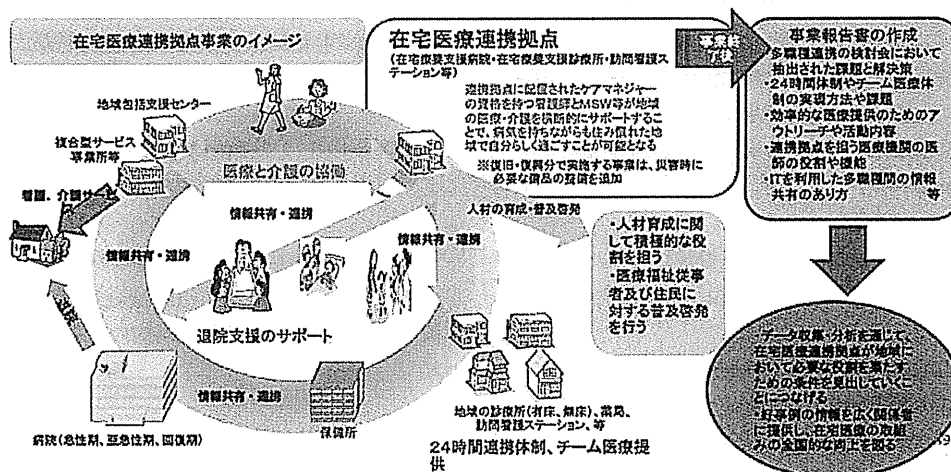 在宅医療連携拠点事業のイメージ
在宅医療連携拠点
(在宅療養支援病院・在宅療養支援診療所・訪問看護ス
テーション等)
連携拠点に配置されたケアマネジャー
の資格を持つ看護師とMSW等が地域
の医療・介護を横断的にサポートするこ
とで、病気を持ちながらも住み慣れた地
域で自分らしく過ごすことが可能となる
※復旧・復興分で実施する事業は、災害時に
必要な備品の整備を追加
事業報告書の作成
・多職種連携の検討会において
抽出された課題と解決策
・24時間体制やチーム医療体
制の実現方法や課題
・効率的な医療提供のためのア
ウトリーチや活動内容
・連携拠点を担う医療機関の医
師の役割や機能
・ITを利用した多職種間の情報
共有のあり方 等
地域包括支援センター
複合型サービス
事業所等
看護、介護サービス
医療と介護の協働
情報共有・連携
情報共有・連携
情報共有・連携
人材の育成・普及啓発
・人材育成に関
して積極的な役
割を担う
・医療福祉従事
者及び住民に
対する普及啓発
を行う
退院支援のサポート
退院
情報共有・連携
病院(急性期、亜急性期、回復期)
保健所
地域の診療所(有床、無床)、薬局、
訪問看護ステーション、等
24時間連携体制、チーム医療提
供
データ収集・分析を通じて、
在宅医療連携拠点が地域に
おいて必要な役割を果たす
ための条件を見出していくこ
とにつなげる
・好事例の情報を広く関係者
に提供し、在宅医療の取組
みの全国的な向上を図る